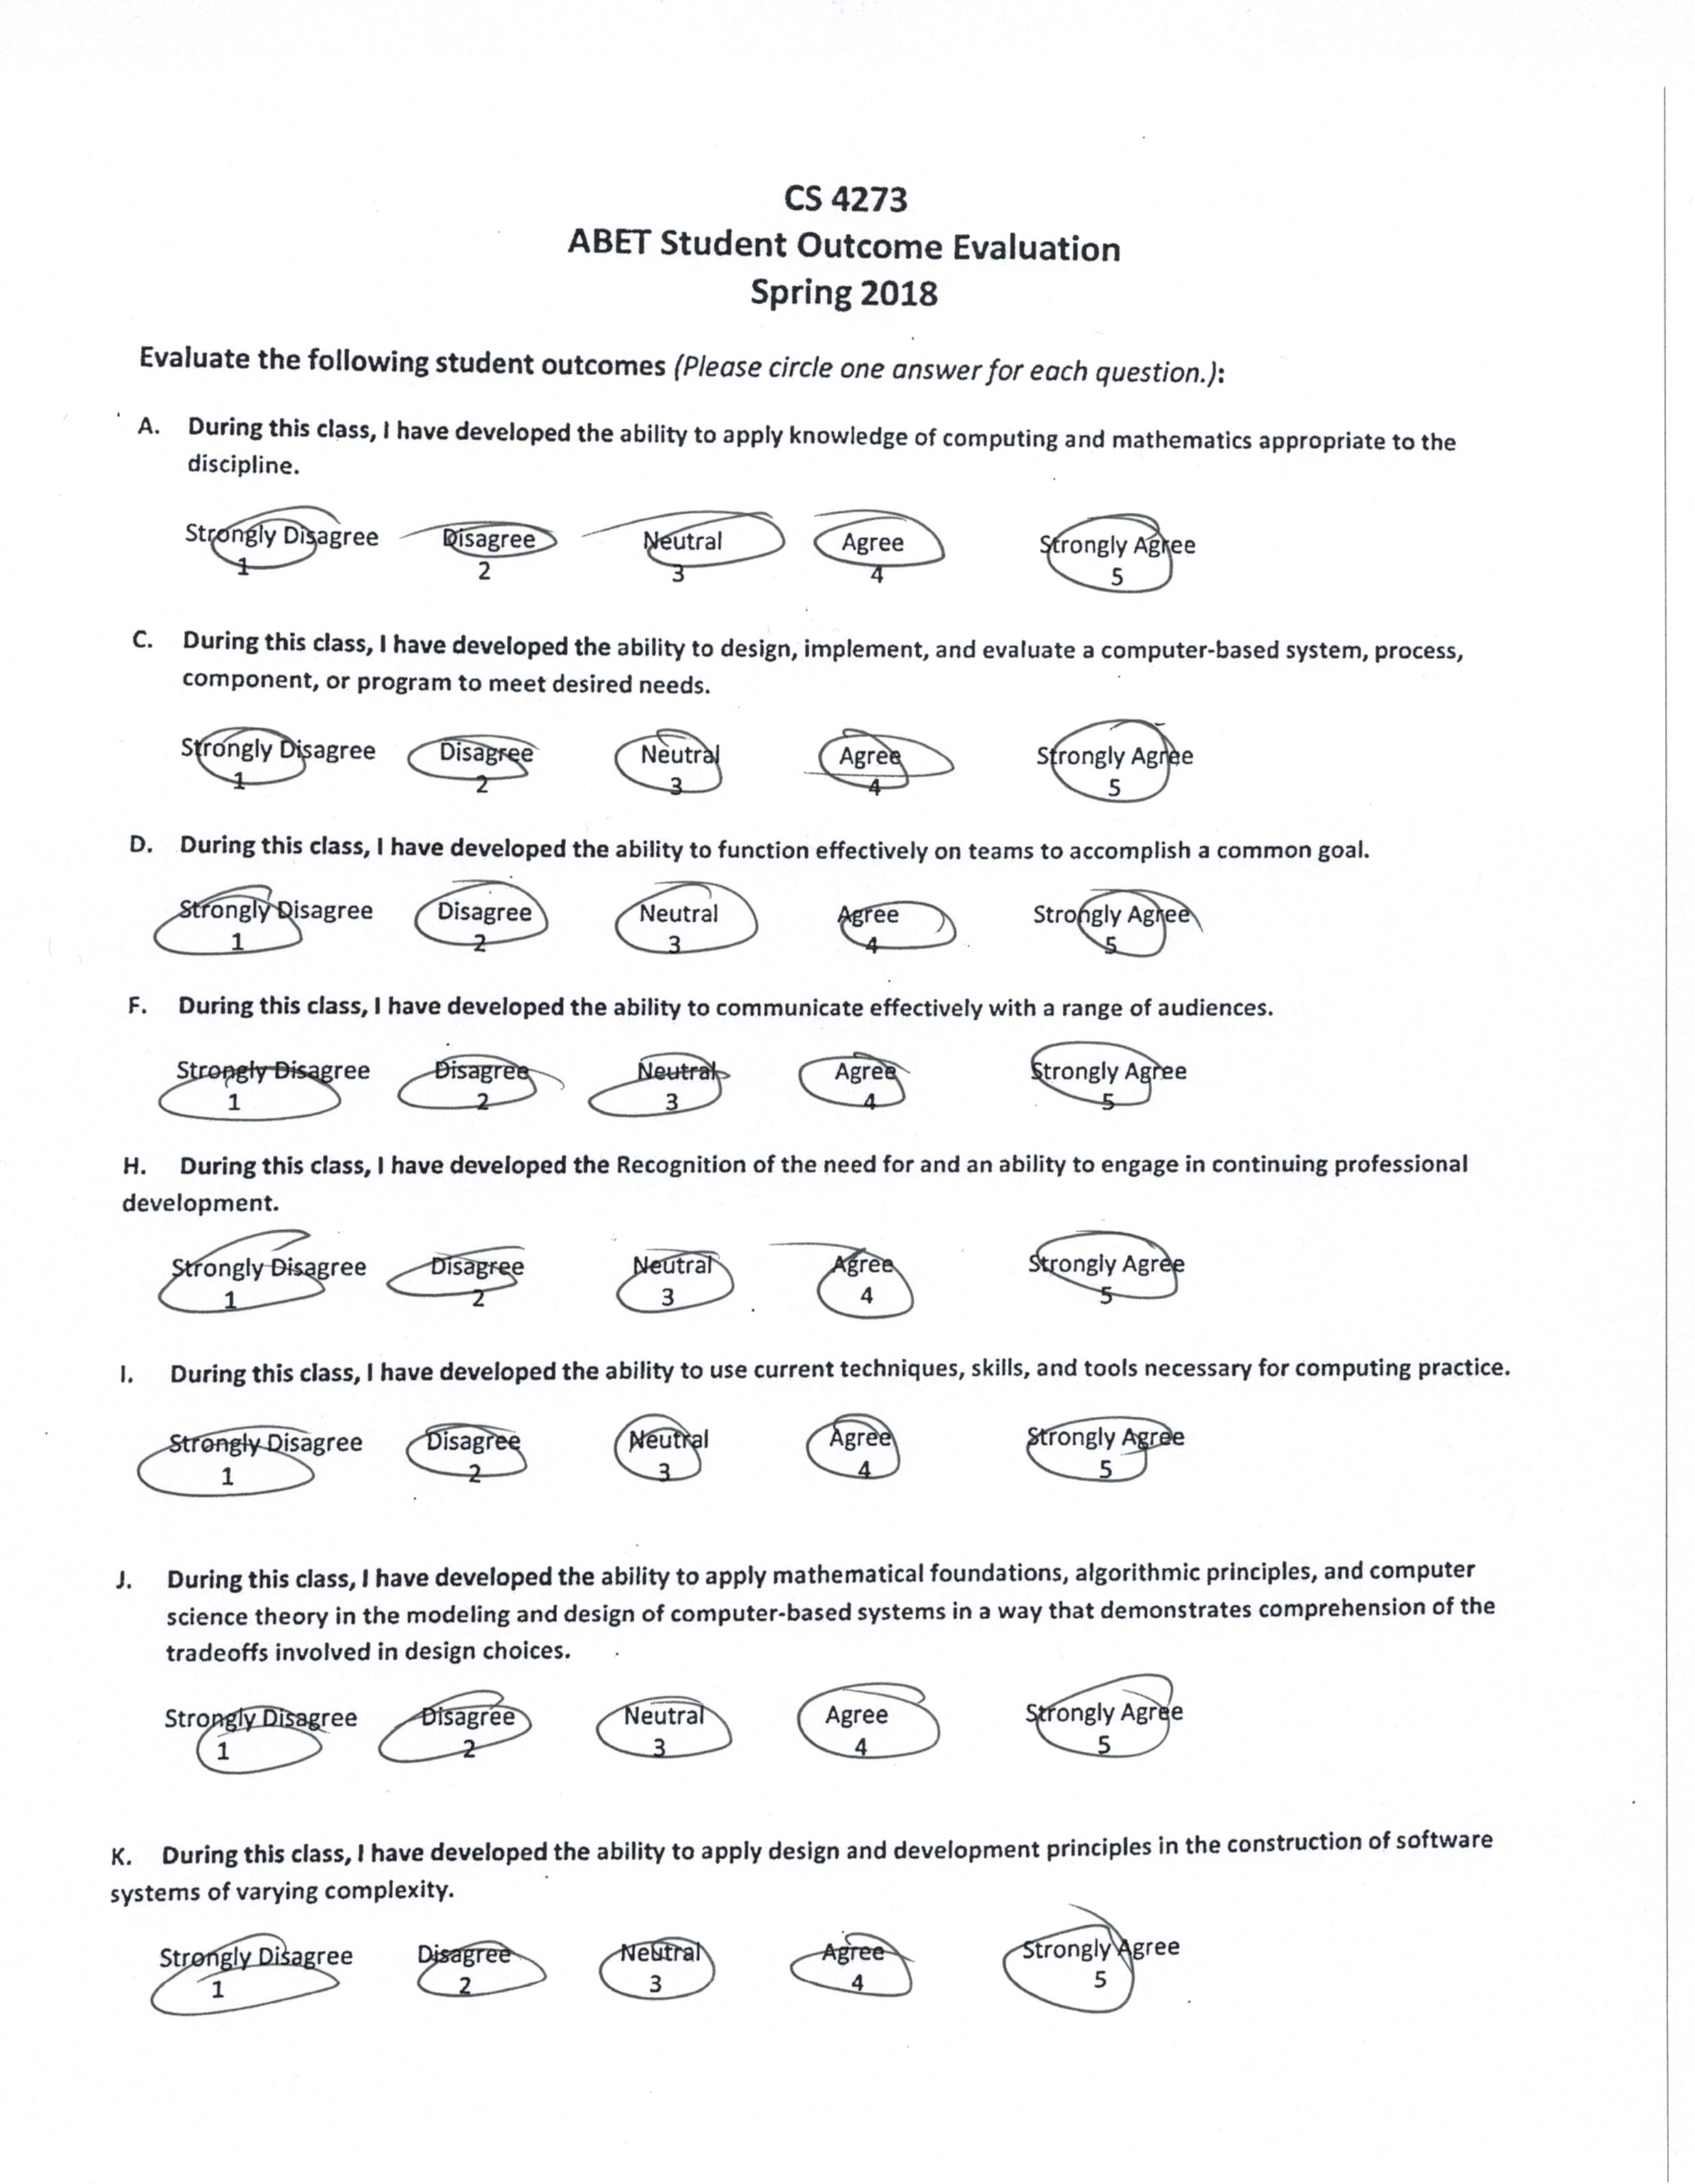 CS 4273
ABET Student Outcome Evaluation
Spring 2018
Evaluate the following student outcomes (Please circle one answer for each question.):
A. During this class, I have developed the ability to apply knowledge of computing and mathematics appropriate to the
discipline.
Strongly Disagree Disagree Neutral Agree Strongly Agree
1 2 3 4 5
C. During this class, I have developed the ability to design, implement, and evaluate a computer-based system, process,
component, or program to meet desired needs.
Strongly Disagree Disagree Neutral Agree Strongly Agree
1 2 3 4 5
D. During this class, I have developed the ability to function effectively on teams to accomplish a common goal.
Strongly Disagree Disagree Neutral Agree Strongly Agree
1 2 3 4 5
F. During this class, I have developed the ability to communicate effectively with a range of audiences.
Strongly Disagree Disagree Neutral Agree Strongly Agree
1 2 3 4 5
H. During this class, I have developed the Recognition of the need for and an ability to engage in continuing professional
development.
Strongly Disagree Disagree Neutral Agree Strongly Agree
1 2 3 4 5
I. During this class, I have developed the ability to use current techniques, skills, and tools necessary for computing practice.
Strongly Disagree Disagree Neutral Agree Strongly Agree
1 2 3 4 5
J. During this class, I have developed the ability to apply mathematical foundations, algorithmic principles, and computer
science theory in the modeling and design of computer-based systems in a way that demonstrates comprehension of the
tradeoffs involved in design choices.
Strongly Disagree Disagree Neutral Agree Strongly Agree
1 2 3 4 5
K. During this class, I have developed the ability to apply design and development principles in the construction of software
systems of varying complexity.
Strongly Disagree Disagree Neutral Agree Strongly Agree
1 2 3 4 5